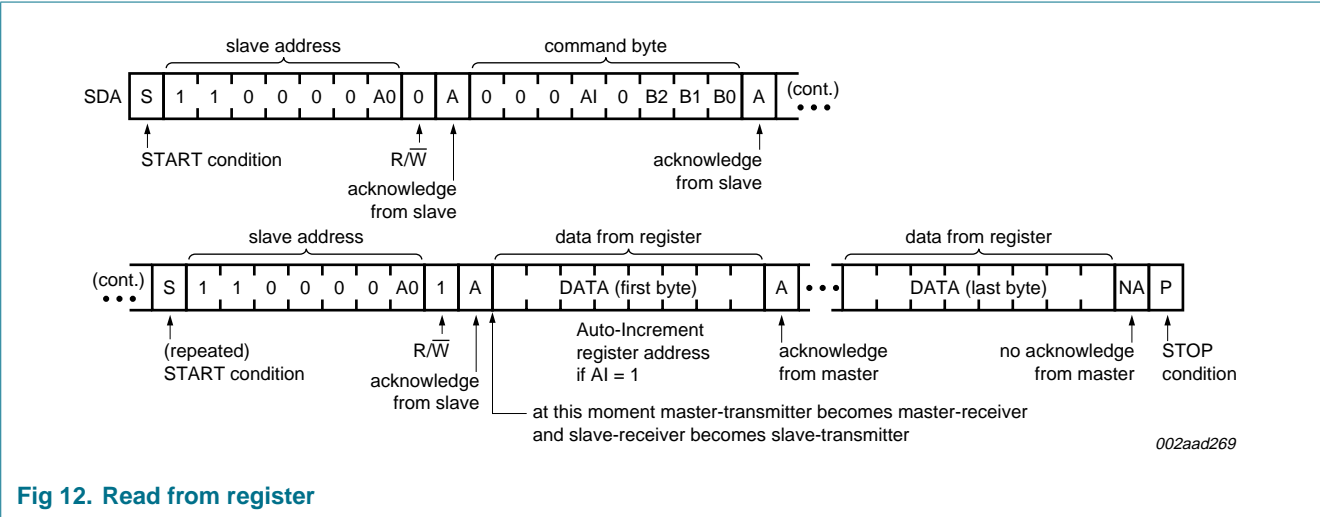 slave address command byte
SDA S 1 1 0 0 0 0 A0 0 A 0 0 0 AI 0 B2 B1 B0 A (cont.)
START condition R/W̅ acknowledge from slave acknowledge from slave
slave address data from register data from register
(cont.) S 1 1 0 0 0 0 A0 1 A DATA (first byte) A DATA (last byte) NA P
(repeated) START condition
R/W̅
acknowledge from slave
Auto-Increment
register address
if AI = 1
acknowledge
from master
no acknowledge
from master
STOP
condition
at this moment master-transmitter becomes master-receiver
and slave-receiver becomes slave-transmitter
002aad269
Fig 12. Read from register